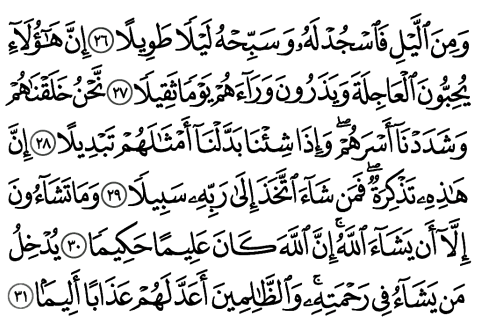 وَمِنَ ٱلَّيۡلِ فَٱسۡجُدۡ لَهُۥ وَسَبِّحۡهُ لَيۡلٗا طَوِيلًا ٢٦ إِنَّ هَٰٓؤُلَآءِ
يُحِبُّونَ ٱلۡعَاجِلَةَ وَيَذَرُونَ وَرَآءَهُمۡ يَوۡمٗا ثَقِيلٗا ٢٧ نَّحۡنُ خَلَقۡنَٰهُمۡ
وَشَدَدۡنَآ أَسۡرَهُمۡۖ وَإِذَا شِئۡنَا بَدَّلۡنَآ أَمۡثَٰلَهُمۡ تَبۡدِيلًا ٢٨ إِنَّ
هَٰذِهِۦ تَذۡكِرَةٞۖ فَمَن شَآءَ ٱتَّخَذَ إِلَىٰ رَبِّهِۦ سَبِيلٗا ٢٩ وَمَا تَشَآءُونَ
إِلَّآ أَن يَشَآءَ ٱللَّهُۚ إِنَّ ٱللَّهَ كَانَ عَلِيمًا حَكِيمٗا ٣٠ يُدۡخِلُ
مَن يَشَآءُ فِي رَحۡمَتِهِۦۚ وَٱلظَّٰلِمِينَ أَعَدَّ لَهُمۡ عَذَابًا أَلِيمَۢا ٣١